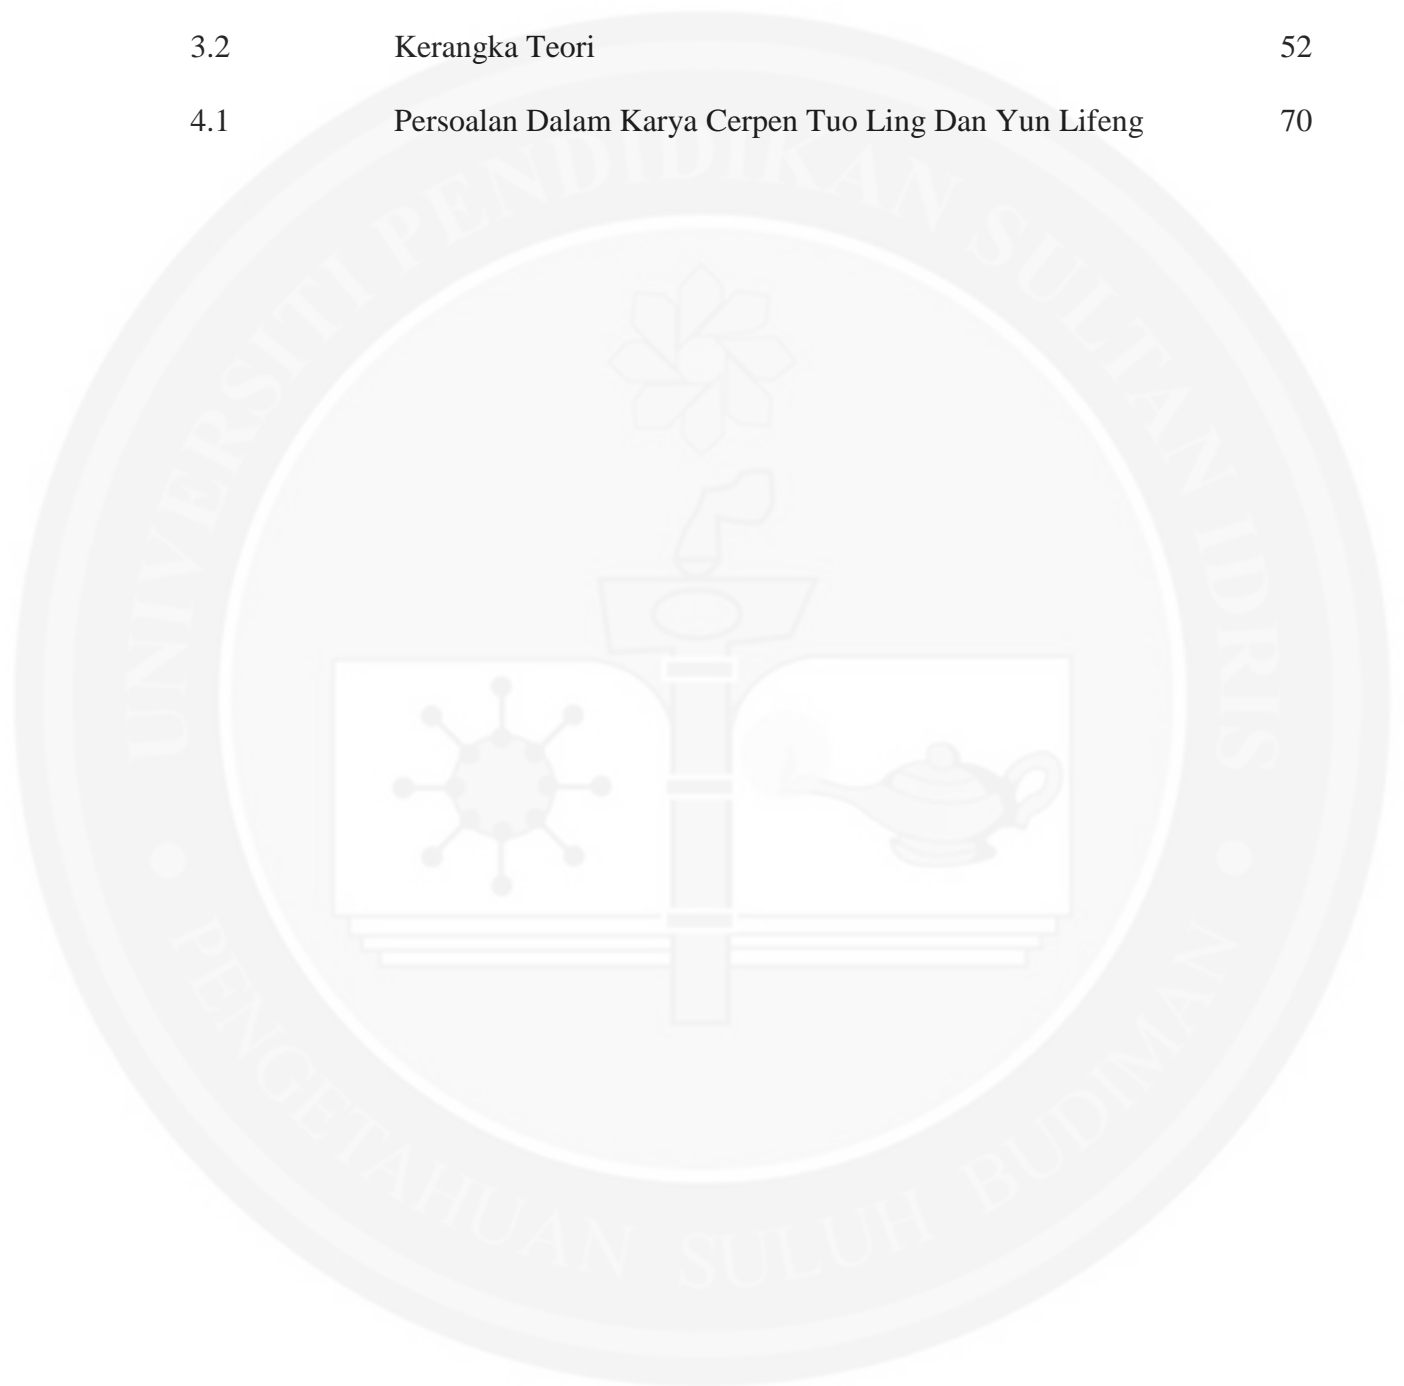 3.2 Kerangka Teori 52
4.1 Persoalan Dalam Karya Cerpen Tuo Ling Dan Yun Lifeng 70
UNIVERSITI PENDIDIKAN SULTAN IDRIS
PENGETAHUAN SULUH BUDIMAN